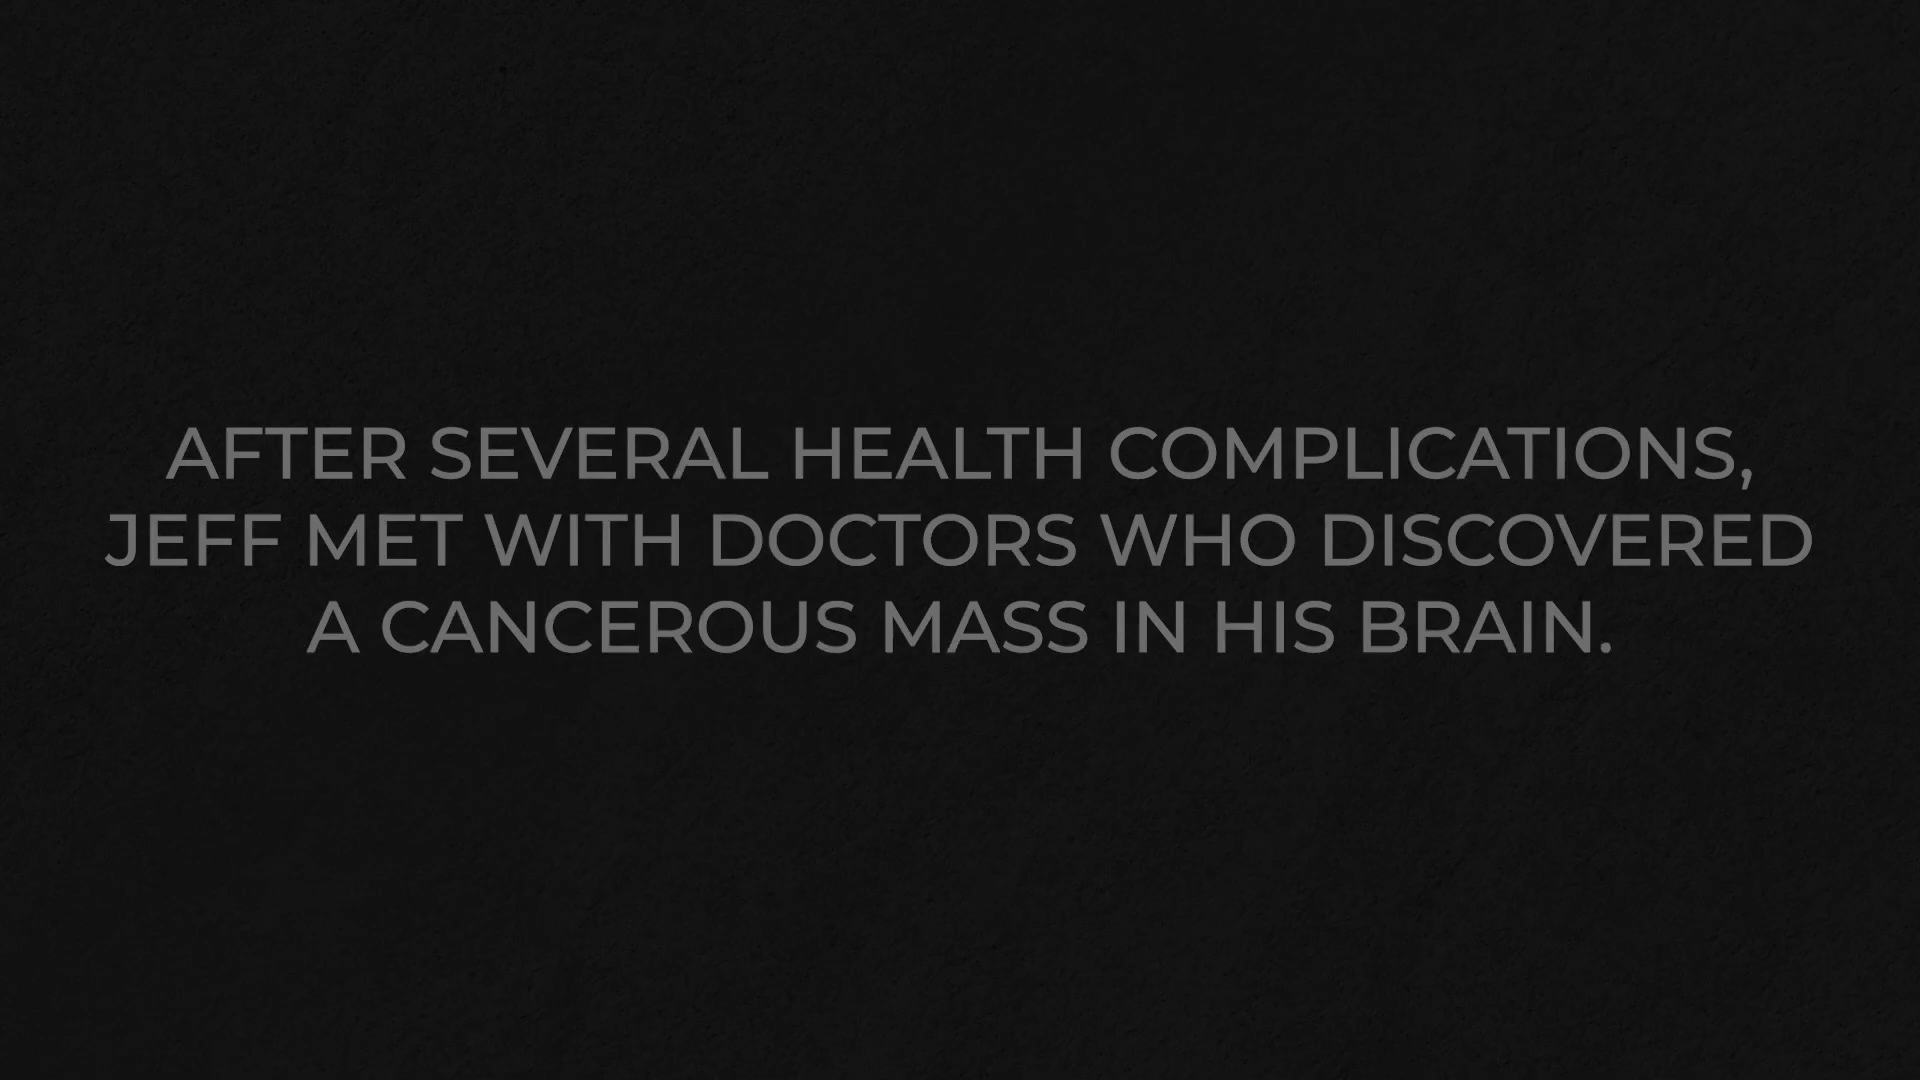 AFTER SEVERAL HEALTH COMPLICATIONS,
JEFF MET WITH DOCTORS WHO DISCOVERED
A CANCEROUS MASS IN HIS BRAIN.